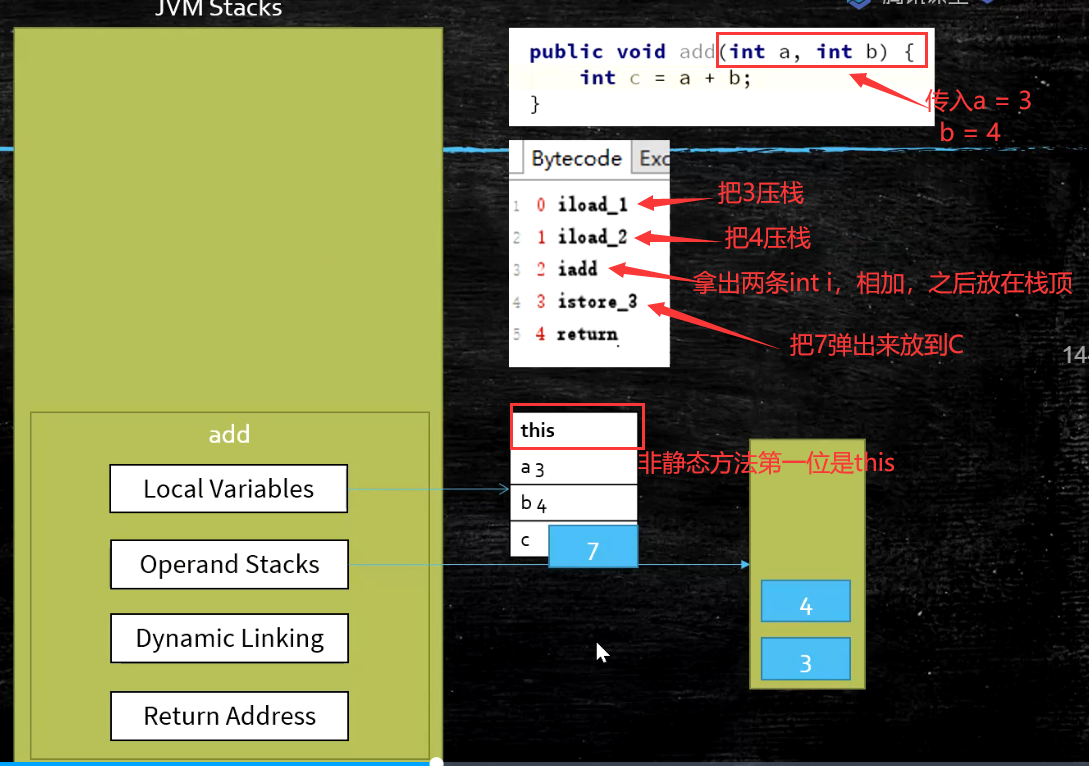 JVM Stacks
腾讯课堂
public void add(int a, int b) {
int c = a + b;
}
传入a = 3
b = 4
Bytecode Exc
1 0 iload_1
把3压栈
2 1 iload_2
把4压栈
3 2 iadd
拿出两条int i，相加，之后放在栈顶
4 3 istore_3
把7弹出来放到C
5 4 return
14
add
Local Variables
Operand Stacks
Dynamic Linking
Return Address
this
非静态方法第一位是this
a 3
b 4
c 7
4
3